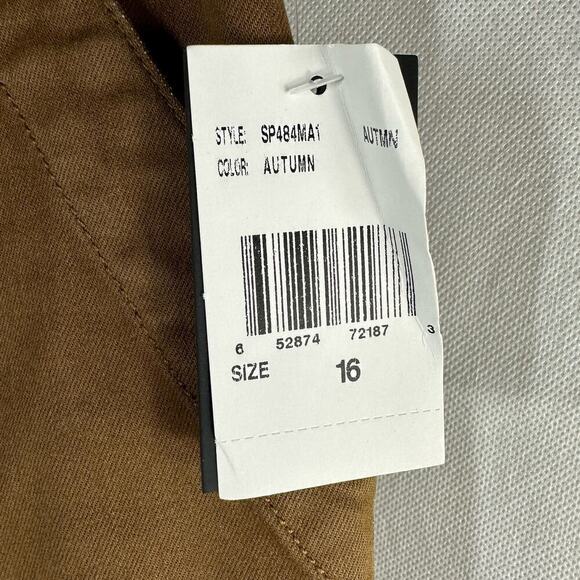 STYLE: SP484MA1 AUTMN
COLOR: AUTUMN
6 52874 72187 3
SIZE 16